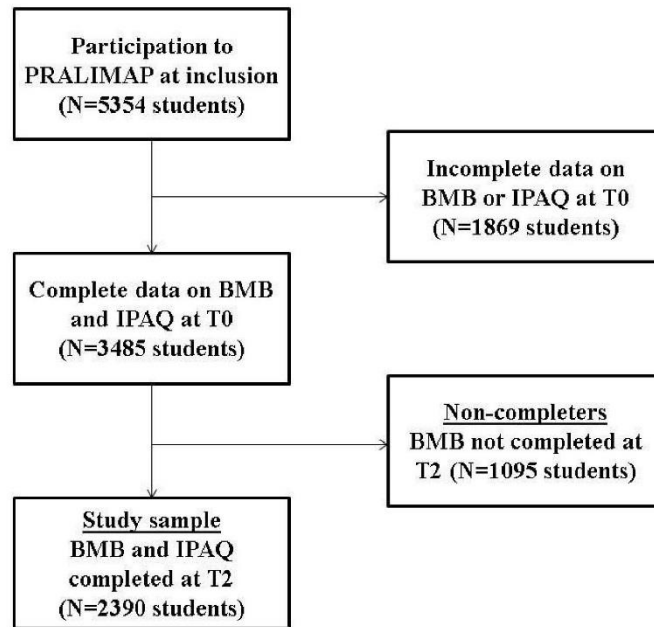 Participation to
PRALIMAP at inclusion
(N=5354 students)
Incomplete data on
BMB or IPAQ at T0
(N=1869 students)
Complete data on BMB
and IPAQ at T0
(N=3485 students)
Non-completers
BMB not completed at
T2 (N=1095 students)
Study sample
BMB and IPAQ
completed at T2
(N=2390 students)